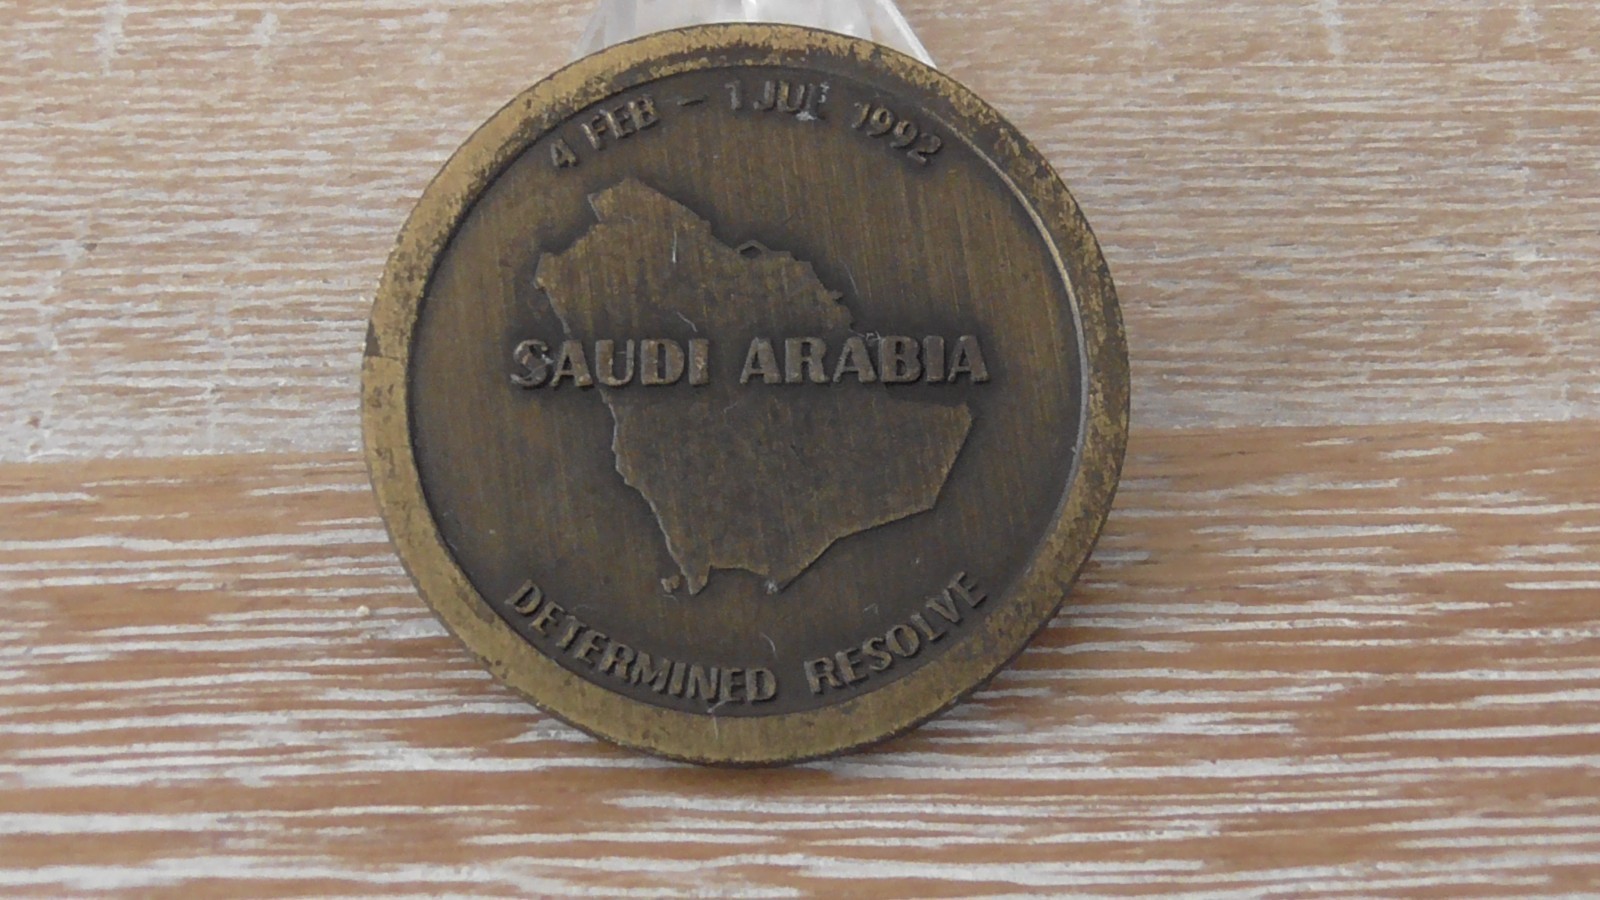 4 FEB - 1 JUL 1992
SAUDI ARABIA
DETERMINED RESOLVE